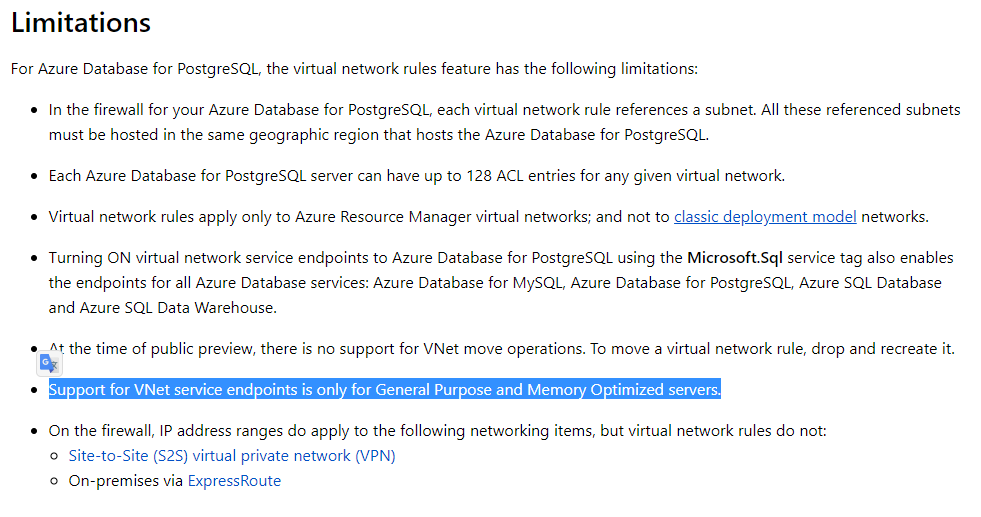 Limitations
For Azure Database for PostgreSQL, the virtual network rules feature has the following limitations:
In the firewall for your Azure Database for PostgreSQL, each virtual network rule references a subnet. All these referenced subnets
must be hosted in the same geographic region that hosts the Azure Database for PostgreSQL.
Each Azure Database for PostgreSQL server can have up to 128 ACL entries for any given virtual network.
Virtual network rules apply only to Azure Resource Manager virtual networks; and not to classic deployment model networks.
Turning ON virtual network service endpoints to Azure Database for PostgreSQL using the Microsoft.Sql service tag also enables
the endpoints for all Azure Database services: Azure Database for MySQL, Azure Database for PostgreSQL, Azure SQL Database
and Azure SQL Data Warehouse.
At the time of public preview, there is no support for VNet move operations. To move a virtual network rule, drop and recreate it.
Support for VNet service endpoints is only for General Purpose and Memory Optimized servers.
On the firewall, IP address ranges do apply to the following networking items, but virtual network rules do not:
Site-to-Site (S2S) virtual private network (VPN)
On-premises via ExpressRoute